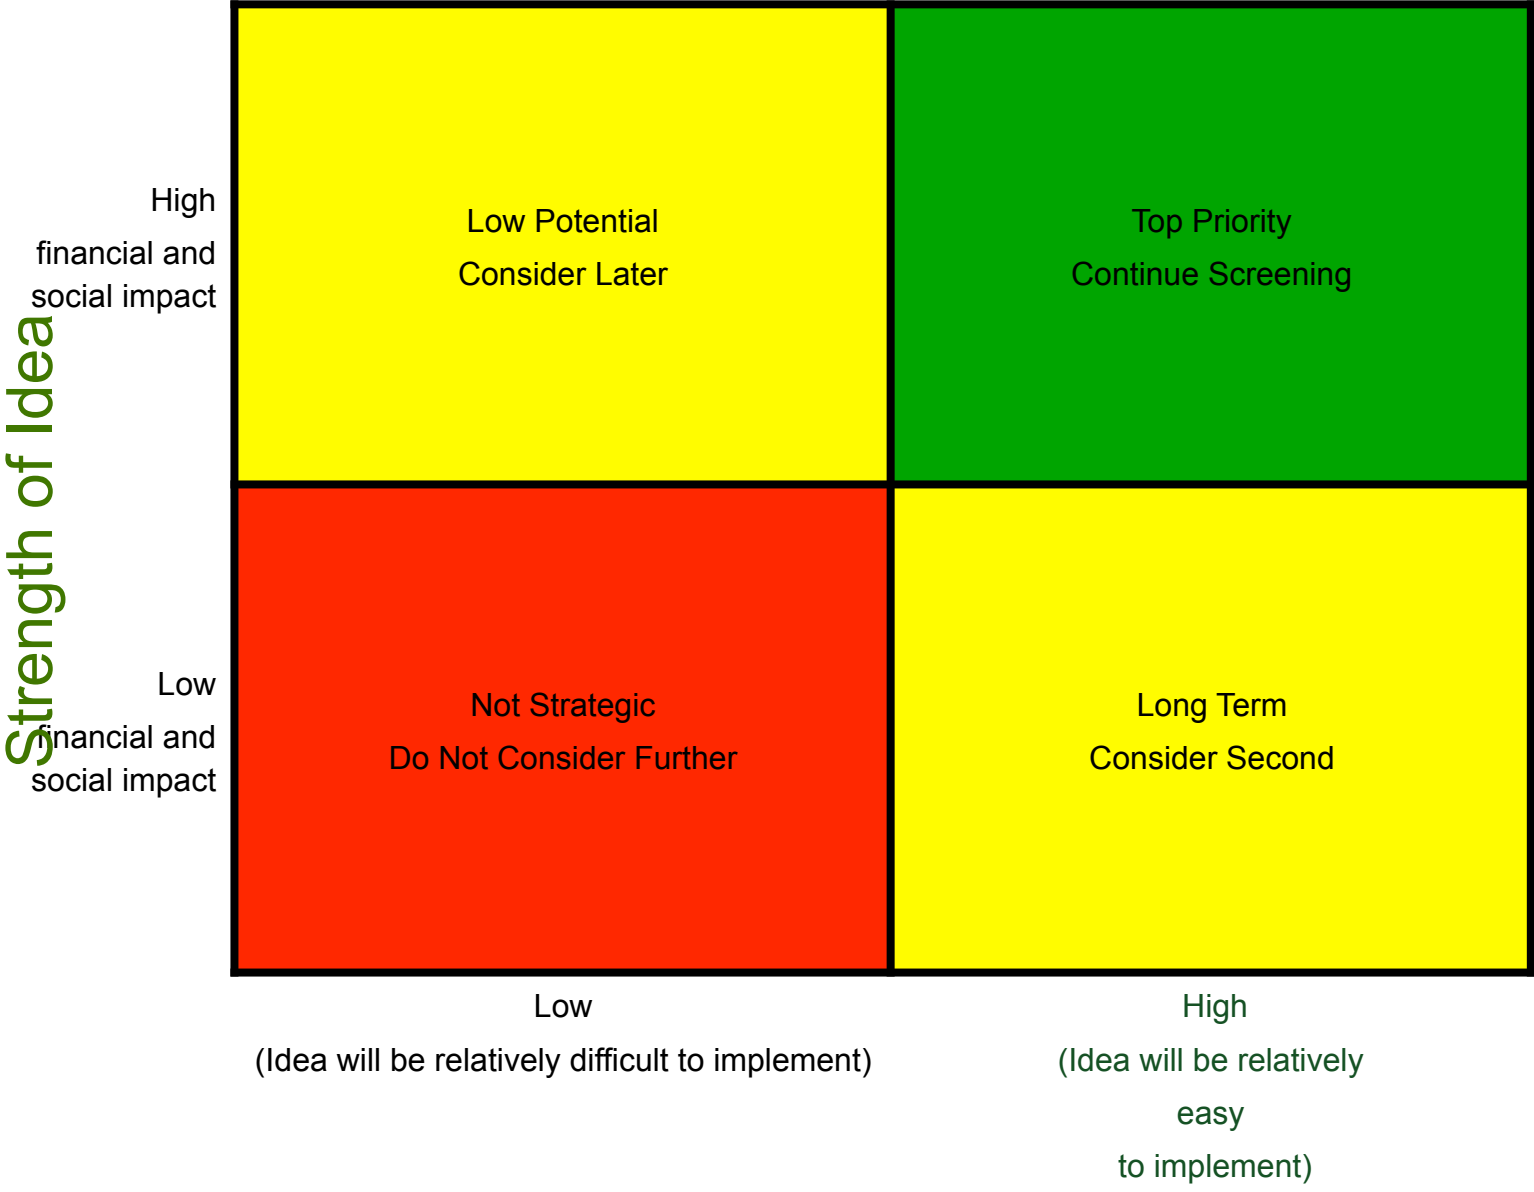 High
financial and
social impact
Low Potential
Consider Later
Top Priority
Continue Screening
Strength of Idea
Low
financial and
social impact
Not Strategic
Do Not Consider Further
Long Term
Consider Second
Low
(Idea will be relatively difficult to implement)
High
(Idea will be relatively
easy
to implement)